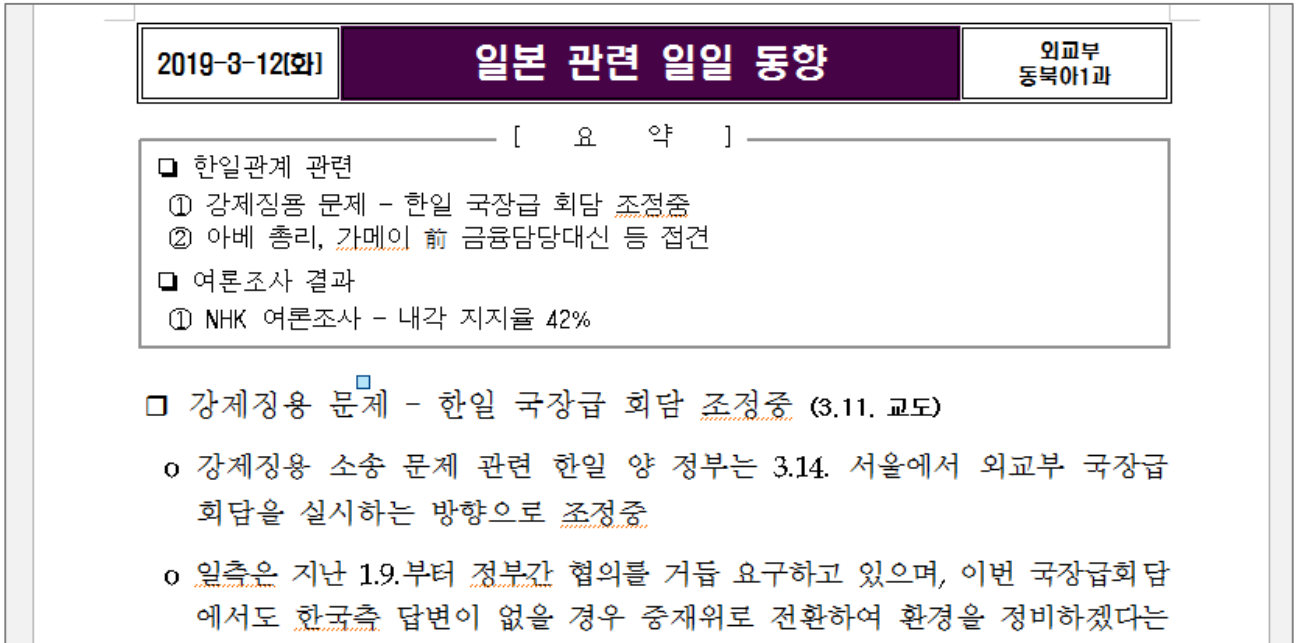 2019-3-12[화]
일본 관련 일일 동향
외교부
동북아1과
[ 요 약 ]
❏ 한일관계 관련
① 강제징용 문제 - 한일 국장급 회담 조정중
② 아베 총리, 가메이 前 금융담당대신 등 접견
❏ 여론조사 결과
① NHK 여론조사 - 내각 지지율 42%
□ 강제징용 문제 - 한일 국장급 회담 조정중 (3.11. 교도)
o 강제징용 소송 문제 관련 한일 양 정부는 3.14. 서울에서 외교부 국장급
회담을 실시하는 방향으로 조정중
o 일측은 지난 1.9.부터 정부간 협의를 거듭 요구하고 있으며, 이번 국장급회담
에서도 한국측 답변이 없을 경우 중재위로 전환하여 환경을 정비하겠다는